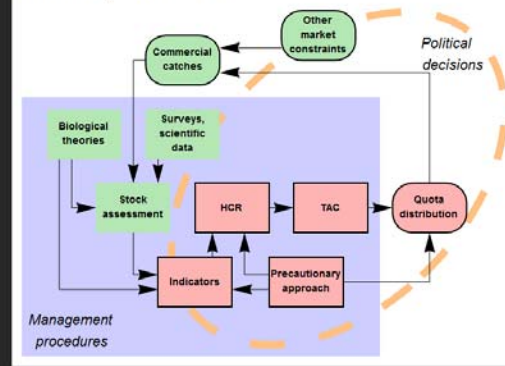 Other
market
constraints
Commercial
catches
Political
decisions
Biological
theories
Surveys,
scientific
data
Stock
assessment
HCR
TAC
Quota
distribution
Indicators
Precautionary
approach
Management
procedures